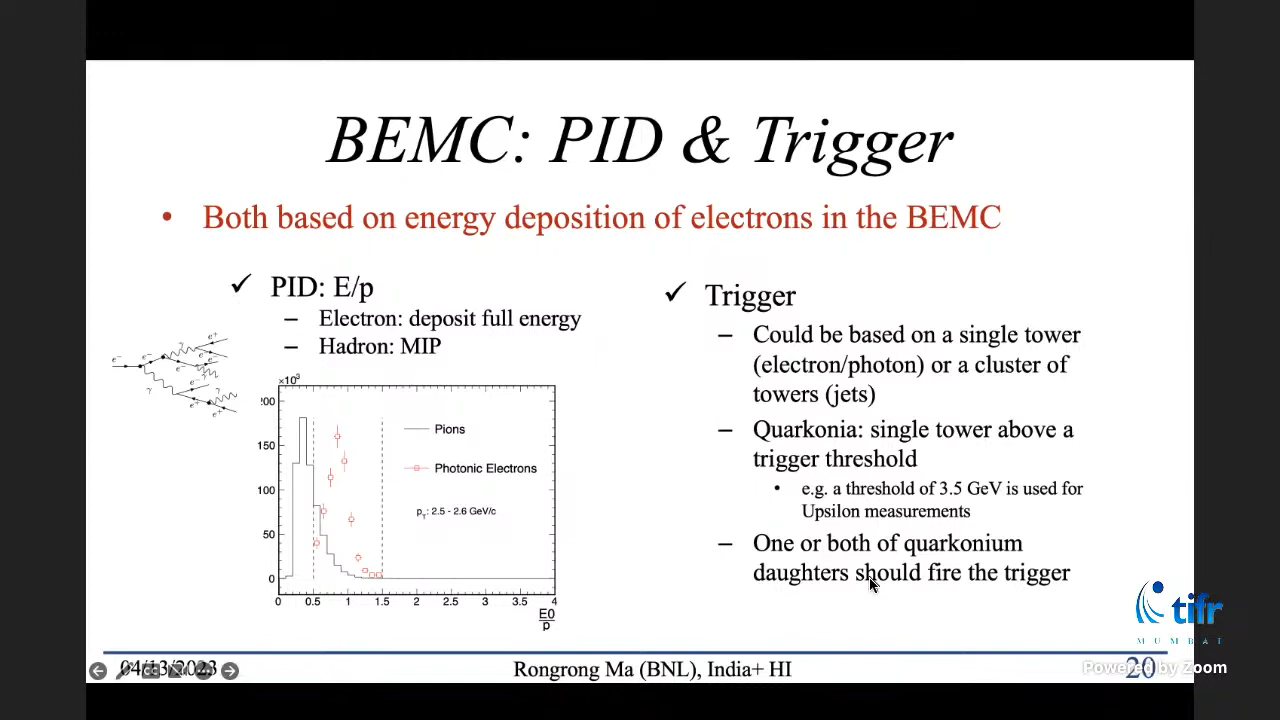 BEMC: PID & Trigger
• Both based on energy deposition of electrons in the BEMC
✓ PID: E/p
– Electron: deposit full energy
– Hadron: MIP
e⁻ e⁻ γ e⁺ e⁻ e⁻ γ e⁻ γ e⁺
×10³
200
150
100
50
0
0 0.5 1 1.5 2 2.5 3 3.5 4
Pions
Photonic Electrons
p_T: 2.5 - 2.6 GeV/c
E0
p
✓ Trigger
– Could be based on a single tower
(electron/photon) or a cluster of
towers (jets)
– Quarkonia: single tower above a
trigger threshold
• e.g. a threshold of 3.5 GeV is used for
Upsilon measurements
– One or both of quarkonium
daughters should fire the trigger
tifr
MUMBAI
04/13/2023
Rongrong Ma (BNL), India+ HI
20
Powered by Zoom